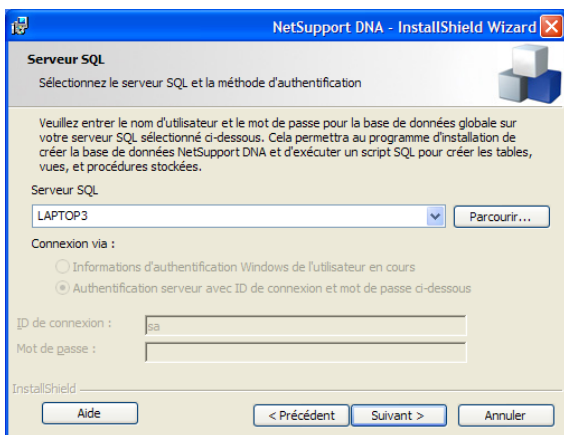 NetSupport DNA - InstallShield Wizard
Serveur SQL
Sélectionnez le serveur SQL et la méthode d'authentification
Veuillez entrer le nom d'utilisateur et le mot de passe pour la base de données globale sur
votre serveur SQL sélectionné ci-dessous. Cela permettra au programme d'installation de
créer la base de données NetSupport DNA et d'exécuter un script SQL pour créer les tables,
vues, et procédures stockées.
Serveur SQL
LAPTOP3 Parcourir...
Connexion via :
Informations d'authentification Windows de l'utilisateur en cours
Authentification serveur avec ID de connexion et mot de passe ci-dessous
ID de connexion : sa
Mot de passe :
InstallShield
Aide < Précédent Suivant > Annuler